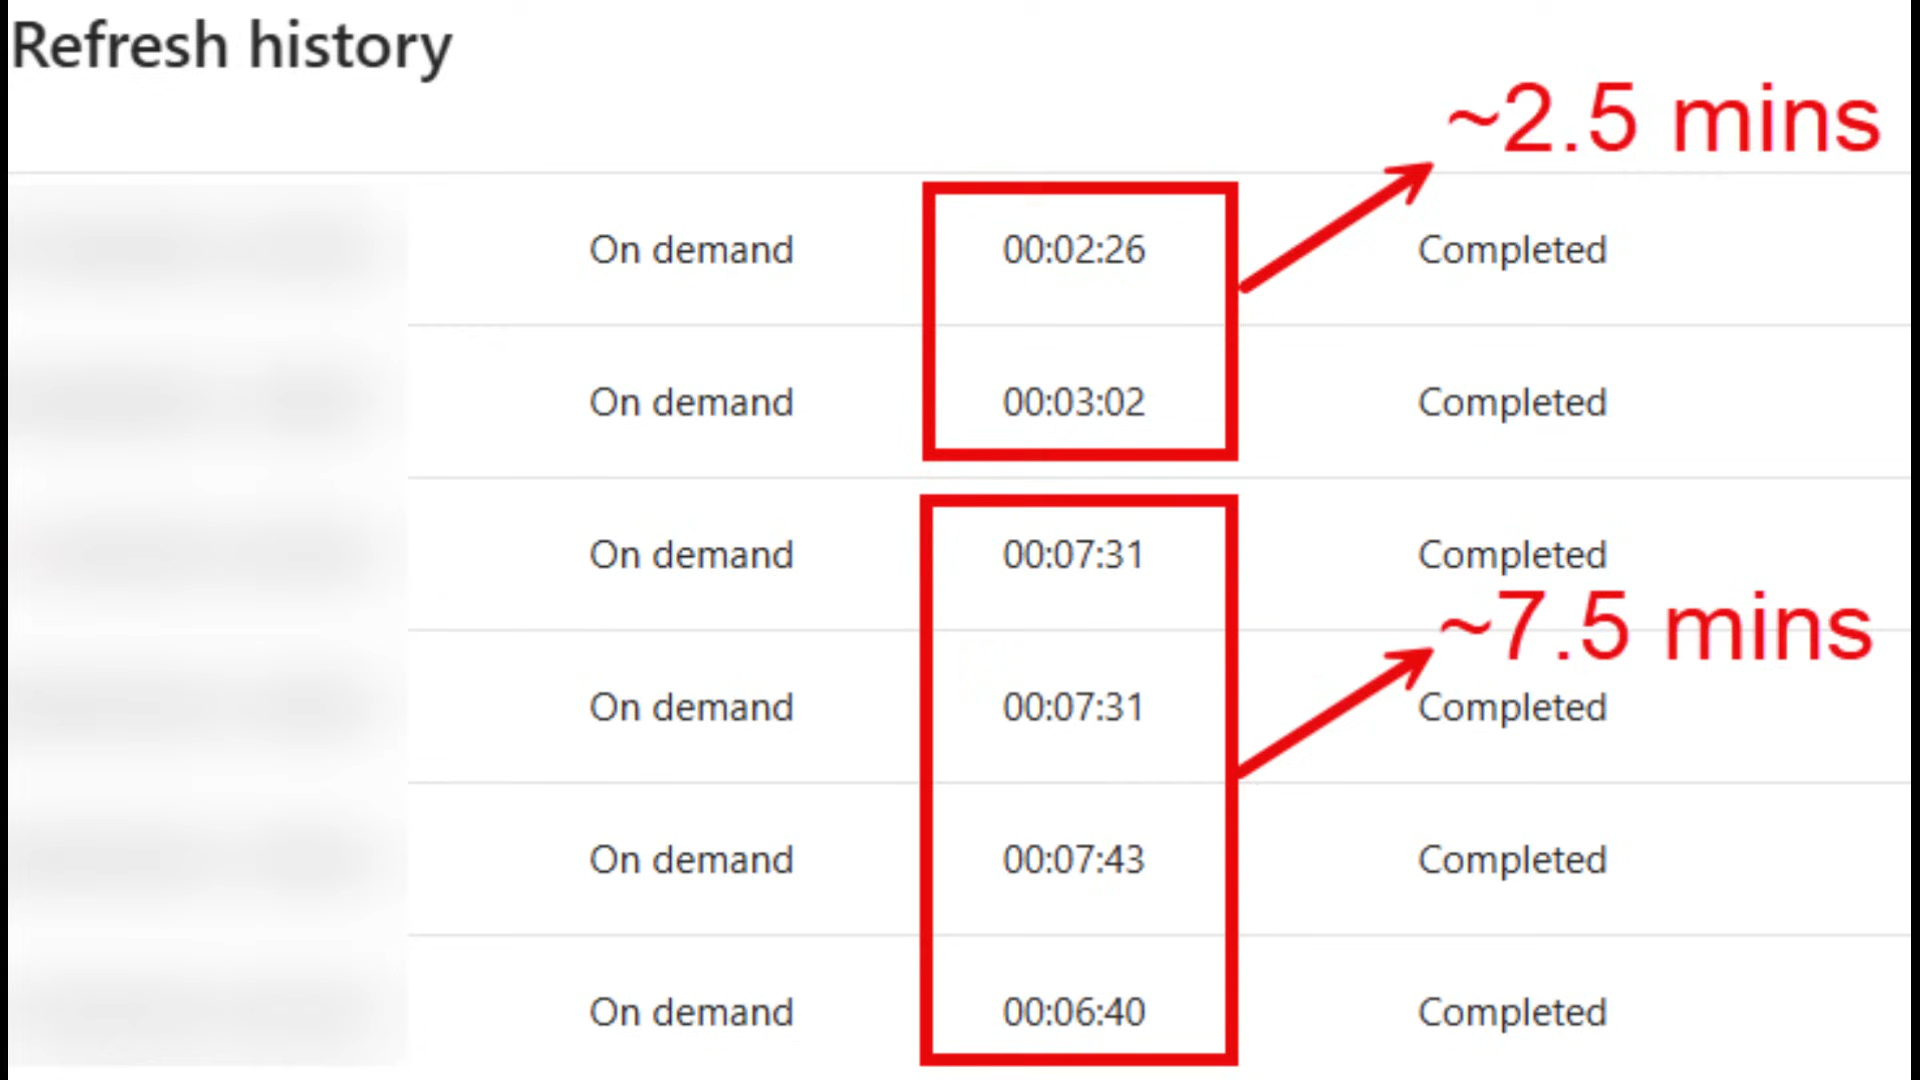 Refresh history
~2.5 mins
On demand 00:02:26 Completed
On demand 00:03:02 Completed
On demand 00:07:31 Completed
~7.5 mins
On demand 00:07:31 Completed
On demand 00:07:43 Completed
On demand 00:06:40 Completed